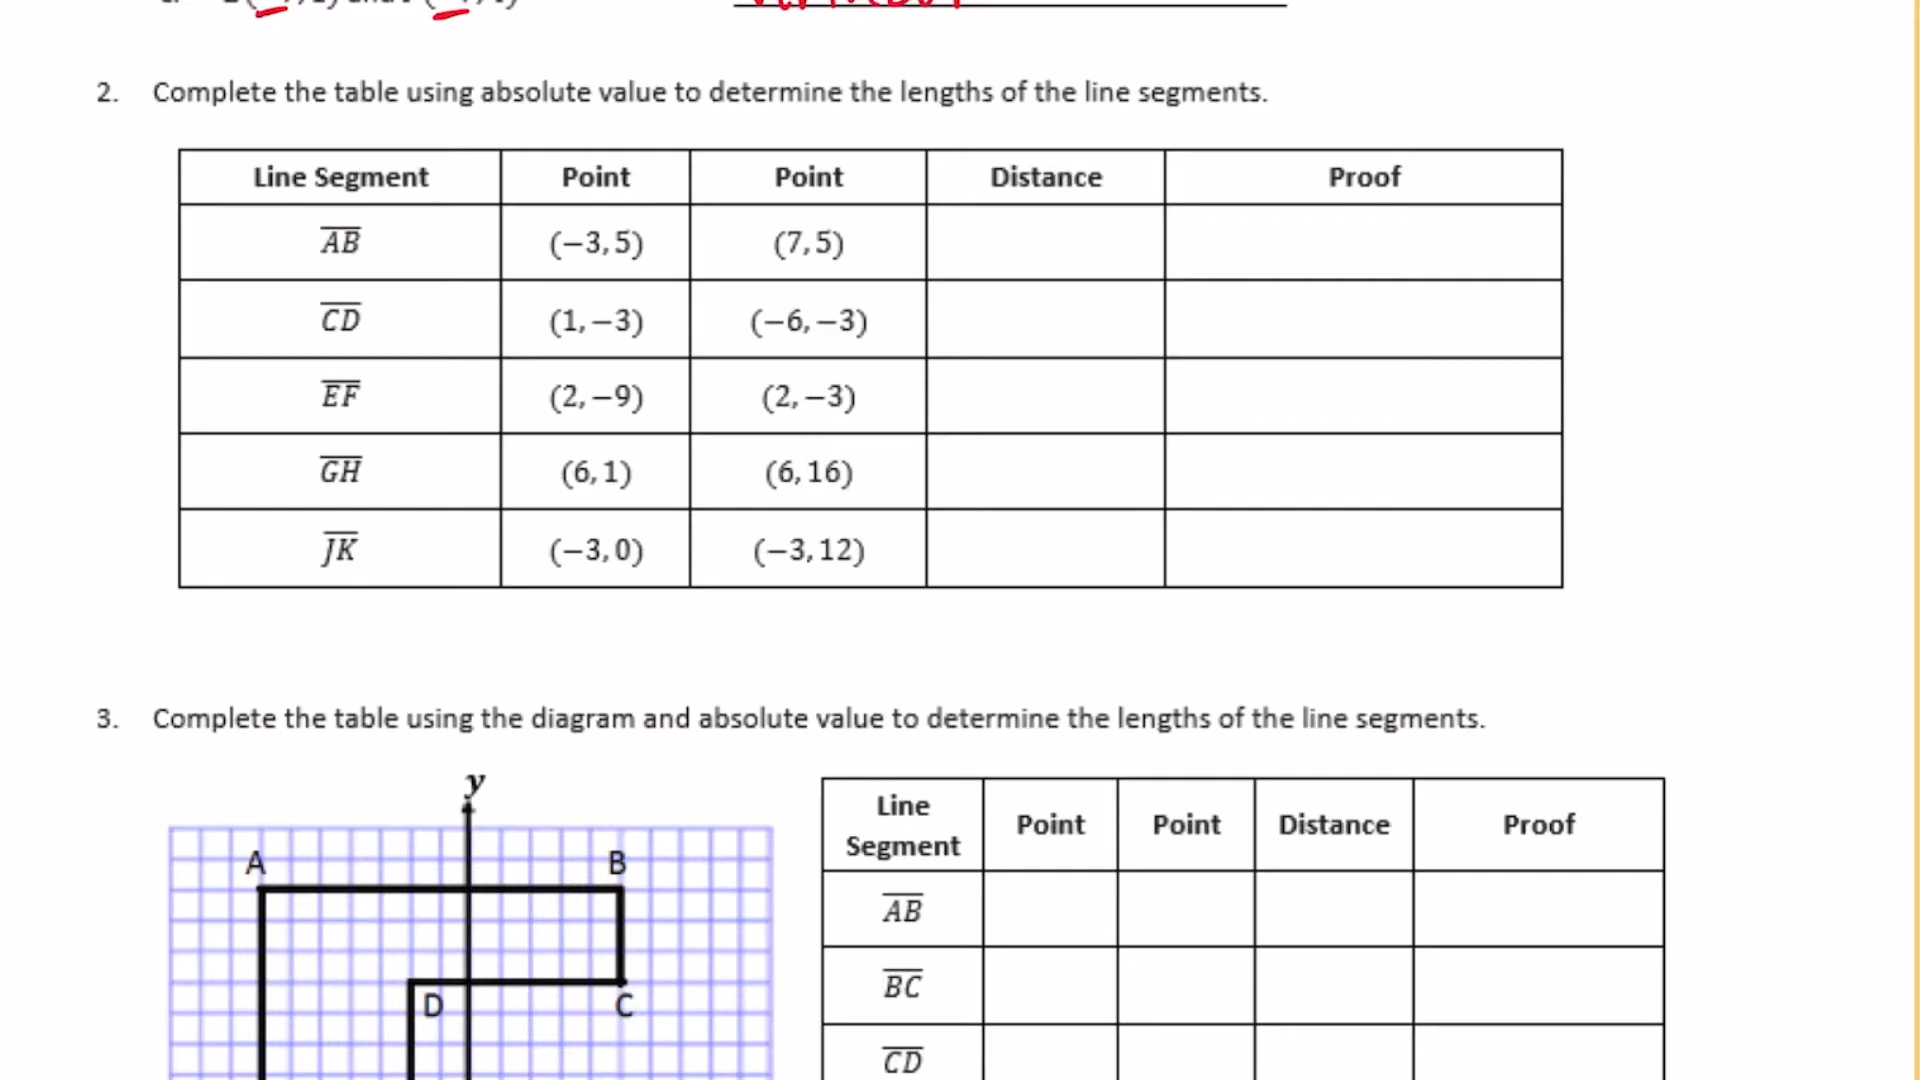 2. Complete the table using absolute value to determine the lengths of the line segments.
Line Segment Point Point Distance Proof
AB (−3, 5) (7, 5)
CD (1, −3) (−6, −3)
EF (2, −9) (2, −3)
GH (6, 1) (6, 16)
JK (−3, 0) (−3, 12)
3. Complete the table using the diagram and absolute value to determine the lengths of the line segments.
y
A B
D C
Line Segment Point Point Distance Proof
AB
BC
CD